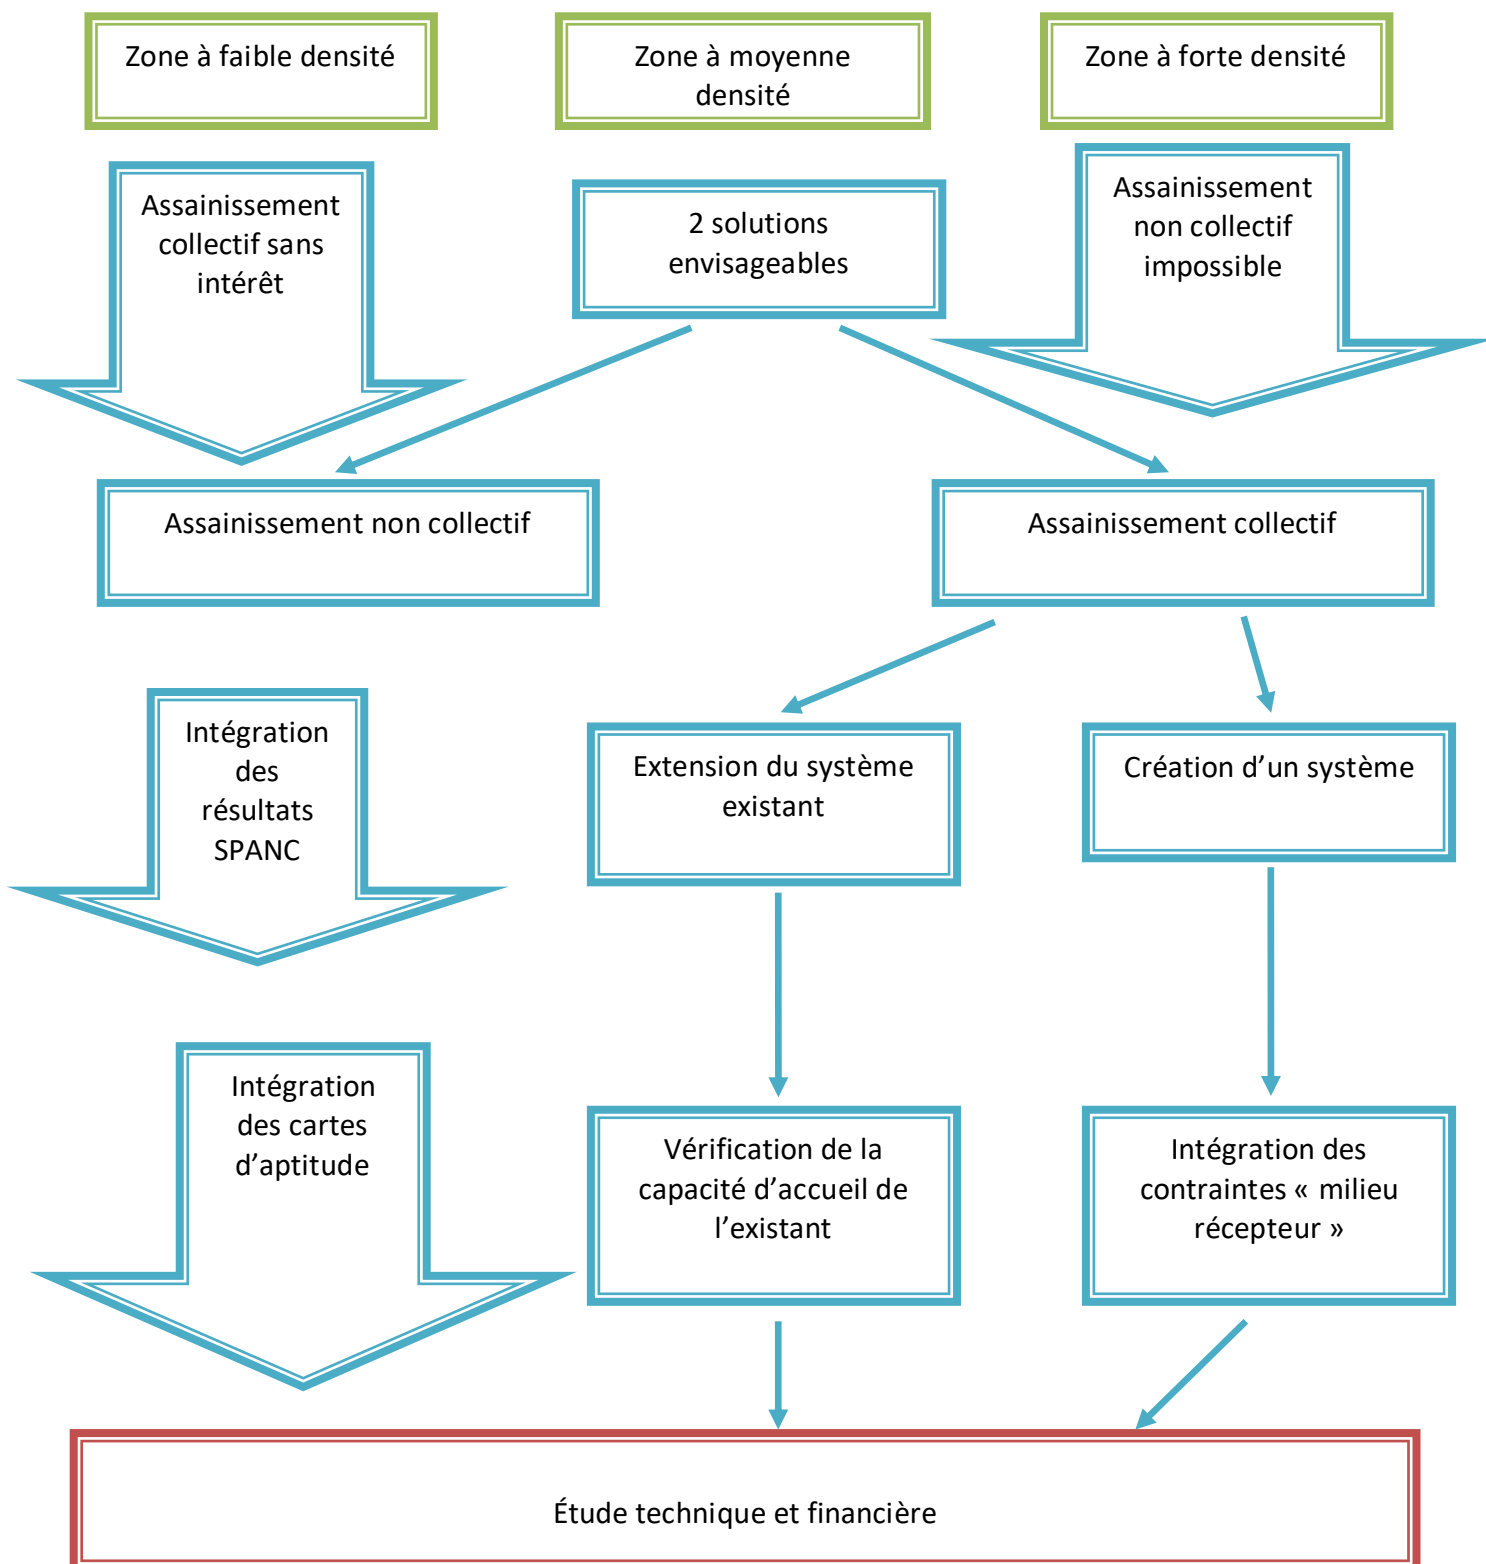 Zone à faible densité
Zone à moyenne
densité
Zone à forte densité
Assainissement
collectif sans
intérêt
2 solutions
envisageables
Assainissement
non collectif
impossible
Assainissement non collectif
Assainissement collectif
Intégration
des
résultats
SPANC
Extension du système
existant
Création d’un système
Intégration
des cartes
d’aptitude
Vérification de la
capacité d’accueil de
l’existant
Intégration des
contraintes « milieu
récepteur »
Étude technique et financière